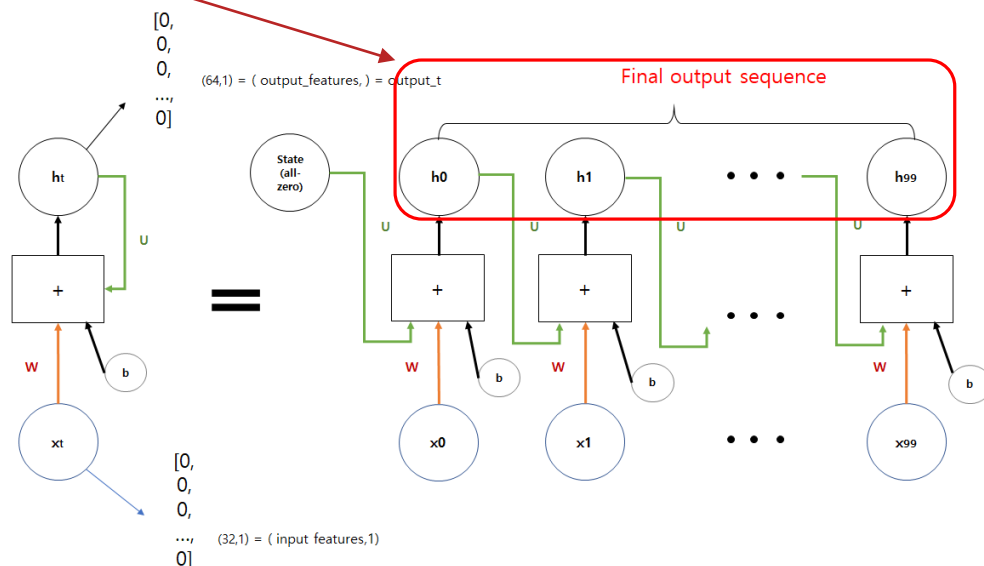 [0,
0,
0,
...,
0]
(64,1) = ( output_features, ) = output_t
Final output sequence
ht
State
(all-
zero)
h0
h1
• • •
h99
U
U
U
U
U
+
=
+
+
• • •
+
W
b
W
b
W
b
W
b
xt
x0
x1
• • •
x99
[0,
0,
0,
...,
0]
(32,1) = ( input features,1)